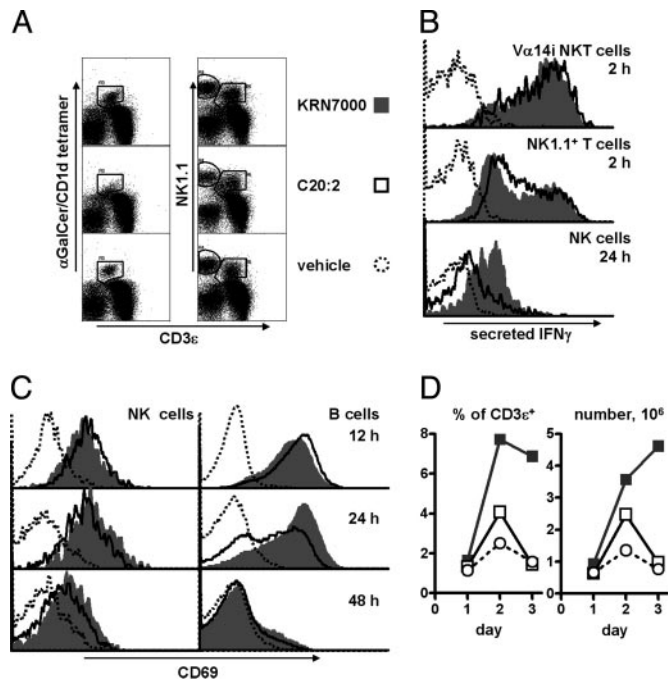 A
αGalCer/CD1d tetramer
NK1.1
CD3ε
KRN7000
C20:2
vehicle
B
Vα14i NKT cells
2 h
NK1.1⁺ T cells
2 h
NK cells
24 h
secreted IFNγ
C
NK cells
B cells
12 h
24 h
48 h
CD69
D
% of CD3ε⁺
number, 10⁶
8
6
4
2
0
0 1 2 3
day
5
4
3
2
1
0
0 1 2 3
day